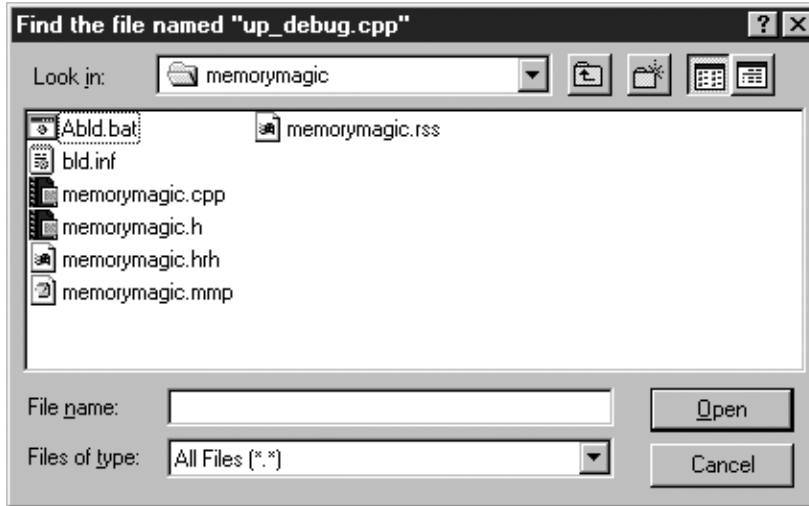 Find the file named "up_debug.cpp"
Look in: memorymagic
Abld.bat
bld.inf
memorymagic.cpp
memorymagic.h
memorymagic.hrh
memorymagic.mmp
memorymagic.rss
File name:
Open
Files of type: All Files (*.*)
Cancel